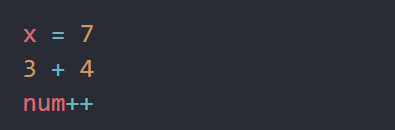 x = 7
3 + 4
num++